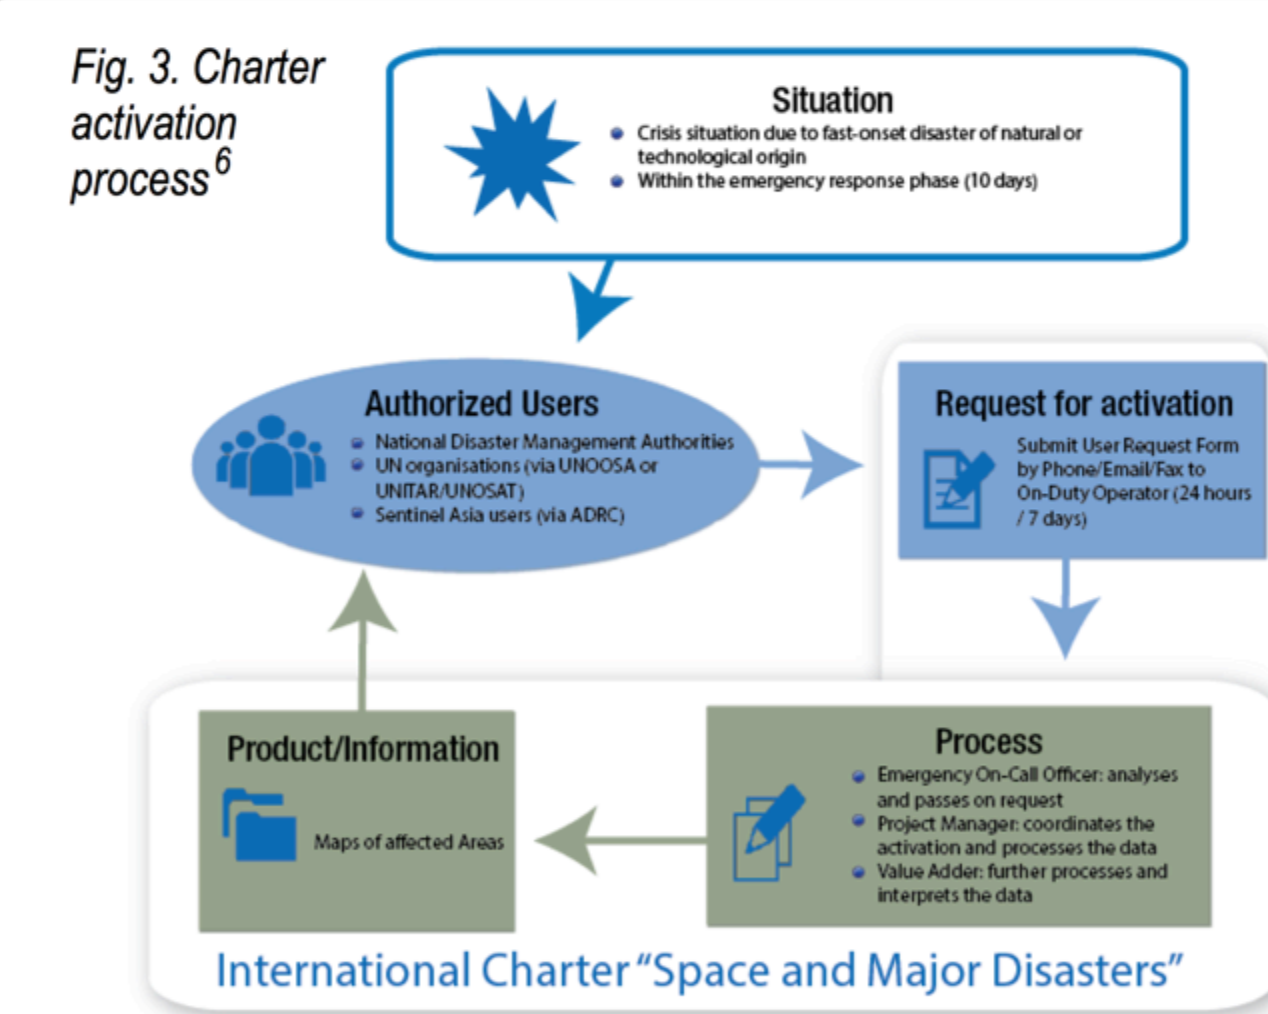 Fig. 3. Charter
activation
process6
Situation
Crisis situation due to fast-onset disaster of natural or
technological origin
Within the emergency response phase (10 days)
Authorized Users
National Disaster Management Authorities
UN organisations (via UNOOSA or
UNITAR/UNOSAT)
Sentinel Asia users (via ADRC)
Request for activation
Submit User Request Form
by Phone/Email/Fax to
On-Duty Operator (24 hours
/ 7 days)
Process
Emergency On-Call Officer: analyses
and passes on request
Project Manager: coordinates the
activation and processes the data
Value Adder: further processes and
interprets the data
Product/Information
Maps of affected Areas
International Charter “Space and Major Disasters”